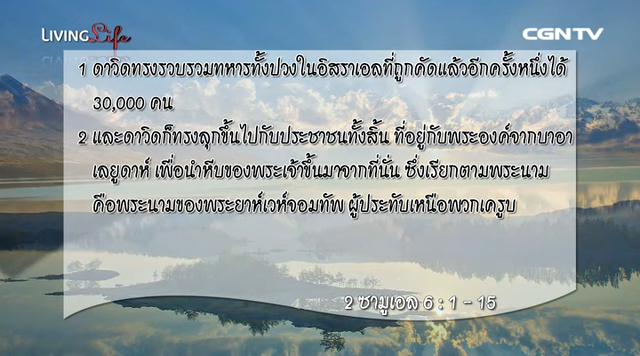 LIVING Life
CGNTV
1 ดาวิดทรงรวบรวมทหารทั้งปวงในอิสราเอลที่ถูกคัดแล้วอีกครั้งหนึ่งได้
30,000 คน
2 และดาวิดก็ทรงลุกขึ้นไปกับประชาชนทั้งสิ้น ที่อยู่กับพระองค์จากบาอา
เลยูดาห์ เพื่อนำหีบของพระเจ้าขึ้นมาจากที่นั่น ซึ่งเรียกตามพระนาม
คือพระนามของพระยาห์เวห์จอมทัพ ผู้ประทับเหนือพวกเครูบ
2 ซามูเอล 6 : 1 - 15